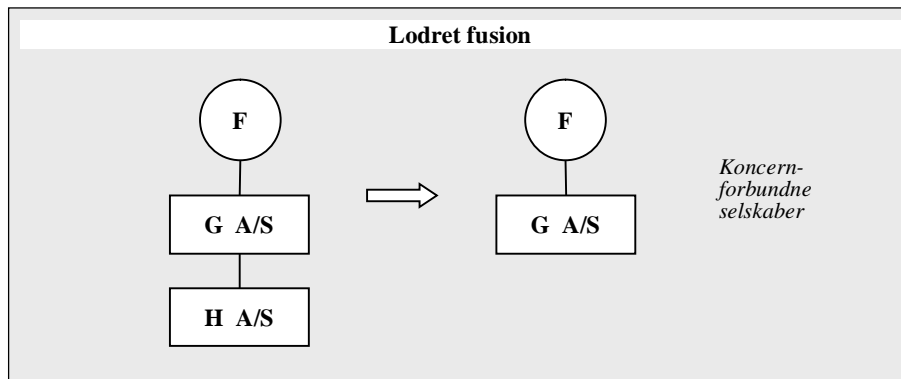 Lodret fusion
F
G A/S
H A/S
F
G A/S
Koncern-
forbundne
selskaber